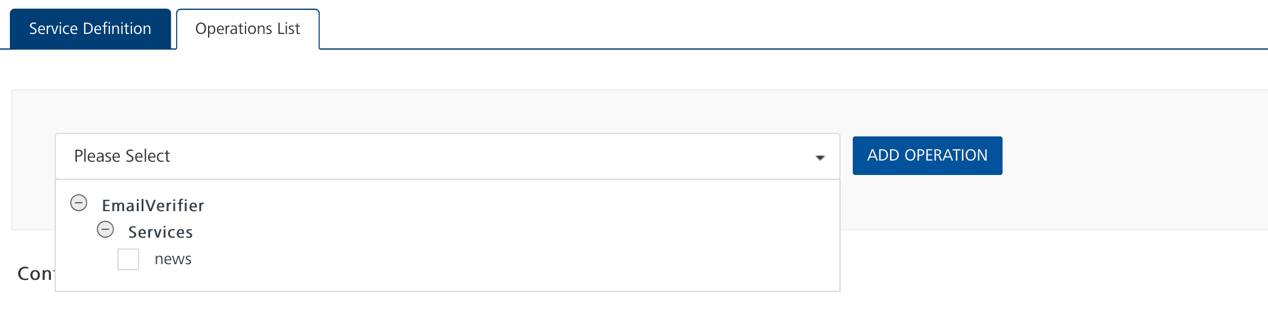 Service Definition
Operations List
Please Select
ADD OPERATION
EmailVerifier
Services
news